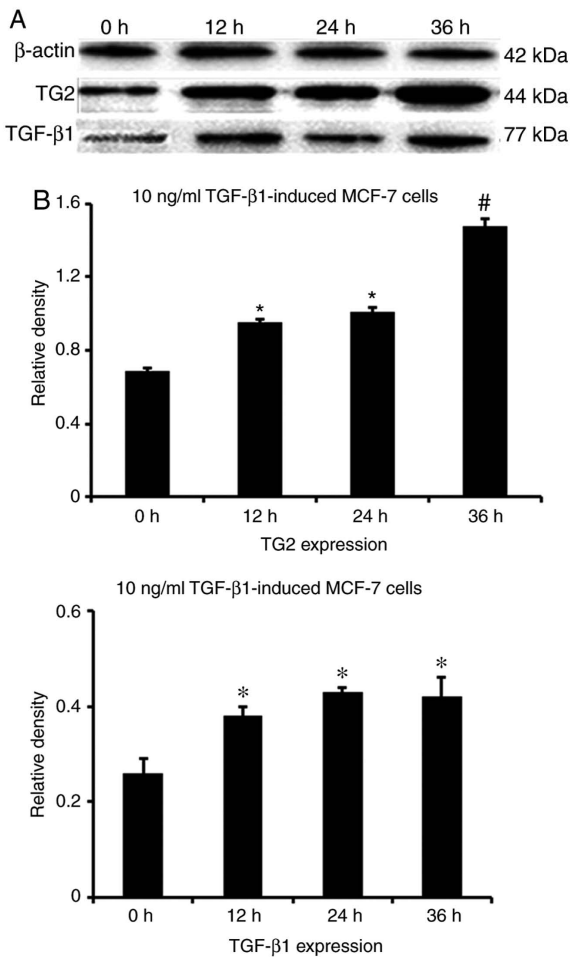 A
0 h 12 h 24 h 36 h
β-actin 42 kDa
TG2 44 kDa
TGF-β1 77 kDa
B
10 ng/ml TGF-β1-induced MCF-7 cells
Relative density
1.6
1.2
0.8
0.4
0
* * #
0 h 12 h 24 h 36 h
TG2 expression
10 ng/ml TGF-β1-induced MCF-7 cells
Relative density
0.6
0.4
0.2
0
* * *
0 h 12 h 24 h 36 h
TGF-β1 expression